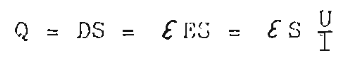 Q = DS = ℰES = ℰS U/I